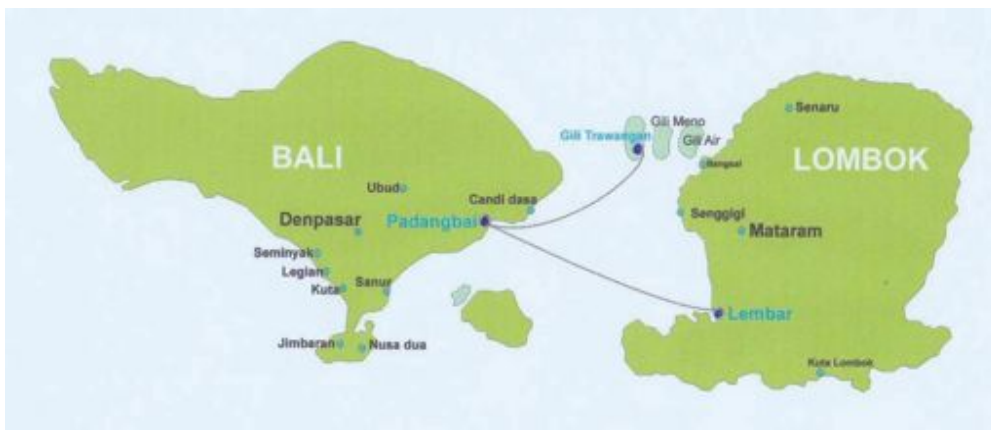 BALI
Ubud
Denpasar
Padangbai
Candi dasa
Seminyak
Legian
Kuta
Sanur
Jimbaran
Nusa dua
Gili Trawangan
Gili Meno
Gili Air
Bangsal
Senaru
LOMBOK
Senggigi
Mataram
Lembar
Kuta Lombok